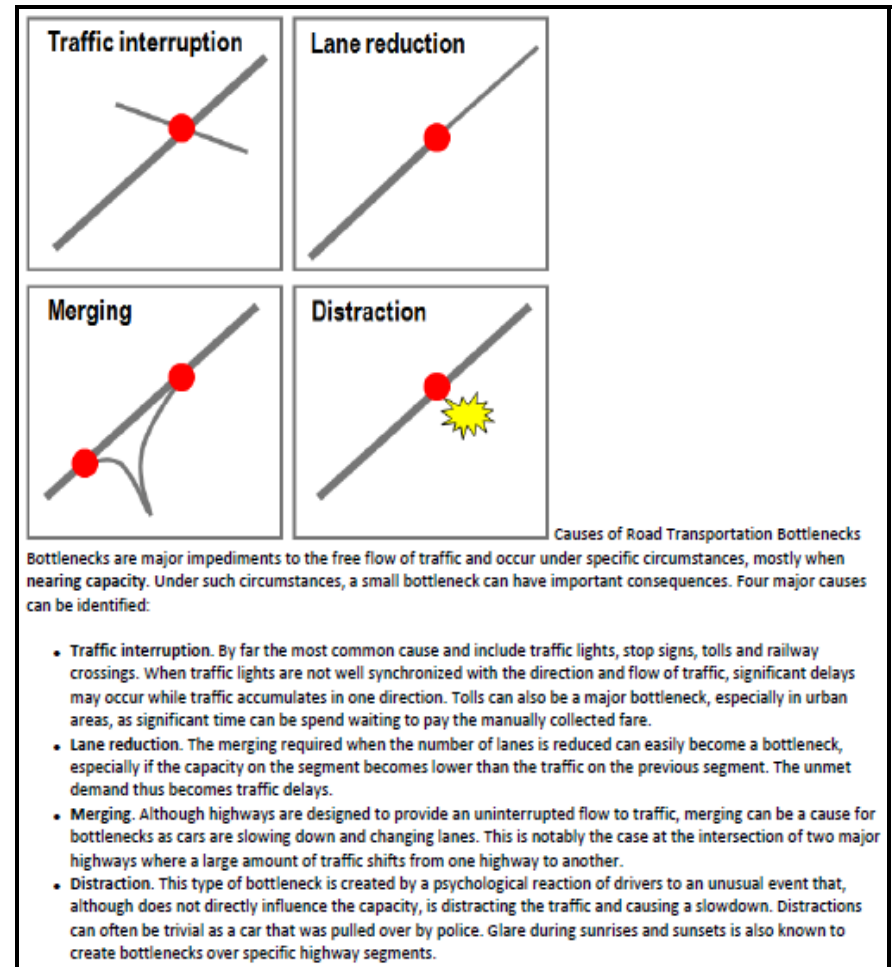 Traffic interruption
Lane reduction
Merging
Distraction
Causes of Road Transportation Bottlenecks
Bottlenecks are major impediments to the free flow of traffic and occur under specific circumstances, mostly when
nearing capacity. Under such circumstances, a small bottleneck can have important consequences. Four major causes
can be identified:
• Traffic interruption. By far the most common cause and include traffic lights, stop signs, tolls and railway
crossings. When traffic lights are not well synchronized with the direction and flow of traffic, significant delays
may occur while traffic accumulates in one direction. Tolls can also be a major bottleneck, especially in urban
areas, as significant time can be spend waiting to pay the manually collected fare.
• Lane reduction. The merging required when the number of lanes is reduced can easily become a bottleneck,
especially if the capacity on the segment becomes lower than the traffic on the previous segment. The unmet
demand thus becomes traffic delays.
• Merging. Although highways are designed to provide an uninterrupted flow to traffic, merging can be a cause for
bottlenecks as cars are slowing down and changing lanes. This is notably the case at the intersection of two major
highways where a large amount of traffic shifts from one highway to another.
• Distraction. This type of bottleneck is created by a psychological reaction of drivers to an unusual event that,
although does not directly influence the capacity, is distracting the traffic and causing a slowdown. Distractions
can often be trivial as a car that was pulled over by police. Glare during sunrises and sunsets is also known to
create bottlenecks over specific highway segments.